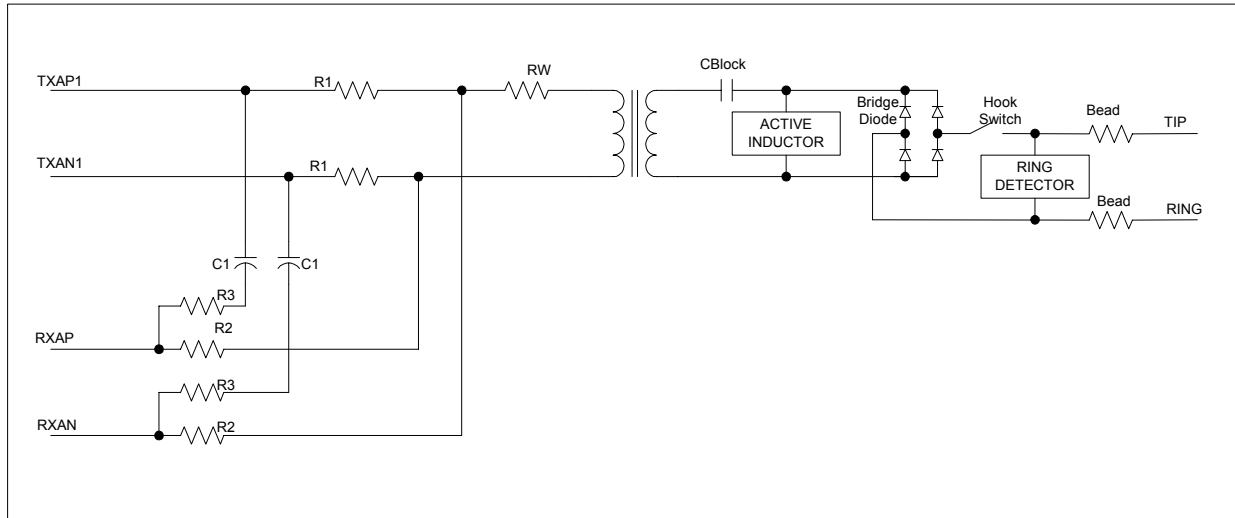 TXAP1
R1
RW
CBlock
Bridge
Diode
Hook
Switch
Bead
TIP
ACTIVE
INDUCTOR
TXAN1
R1
RING
DETECTOR
Bead
RING
C1
C1
R3
RXAP
R2
R3
RXAN
R2